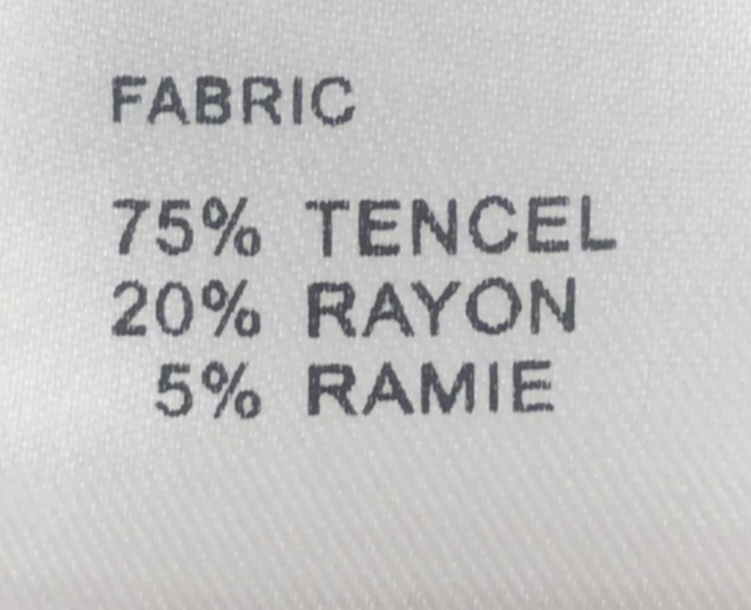 FABRIC
75% TENCEL
20% RAYON
5% RAMIE